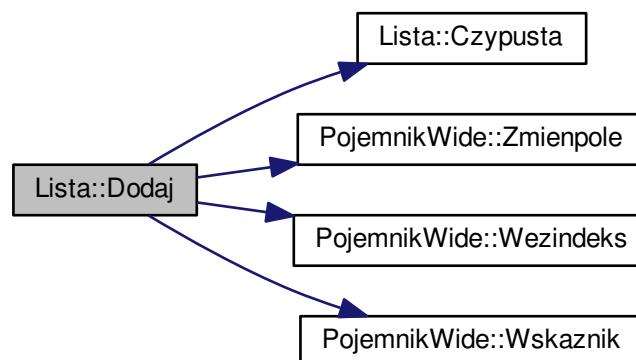 Lista::Czypusta
PojemnikWide::Zmienpole
Lista::Dodaj
PojemnikWide::Wezindeks
PojemnikWide::Wskaznik